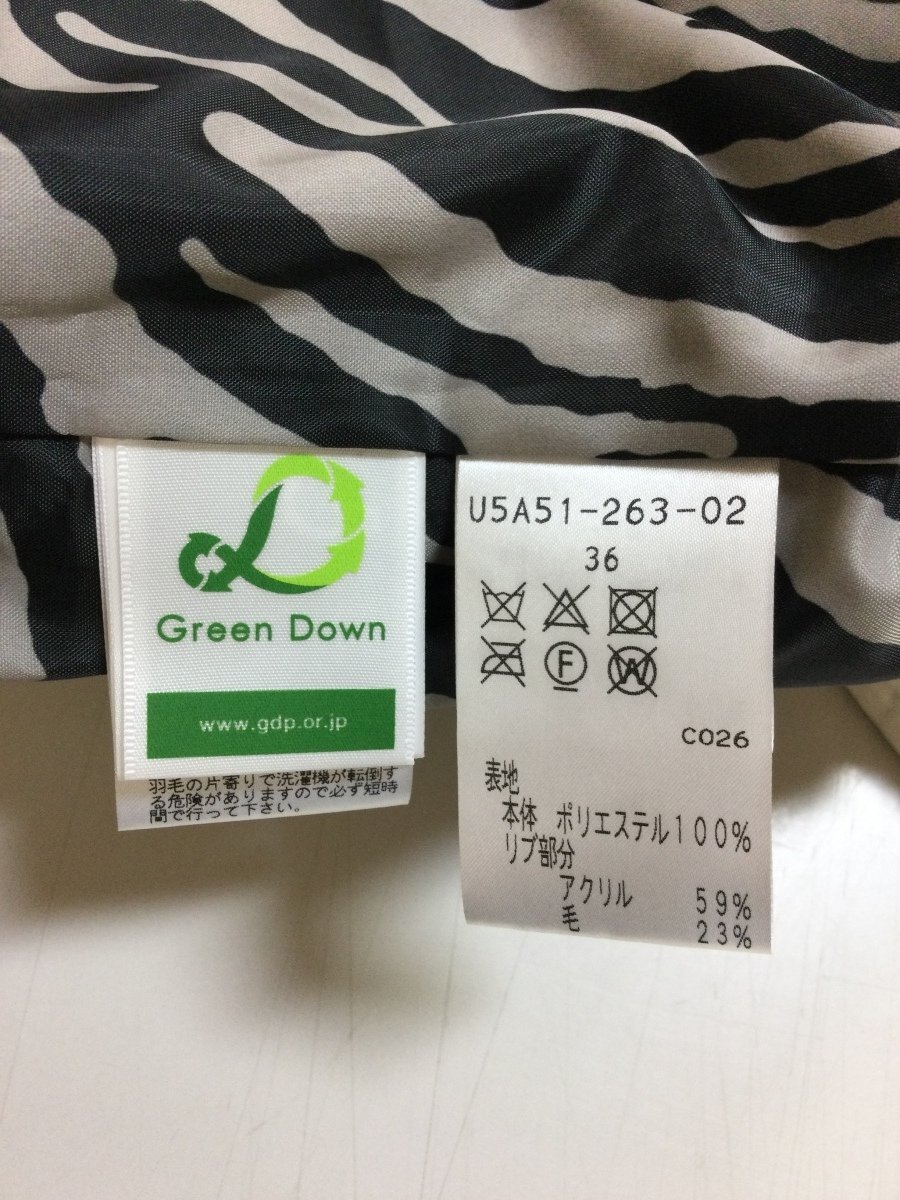 Green Down
www.gdp.or.jp
羽毛の片寄りで洗濯機が転倒す
る危険がありますので必ず短時
間で行って下さい。
U5A51-263-02
36
F
W
C026
表地
本体 ポリエステル100%
リブ部分
アクリル 59%
毛 23%